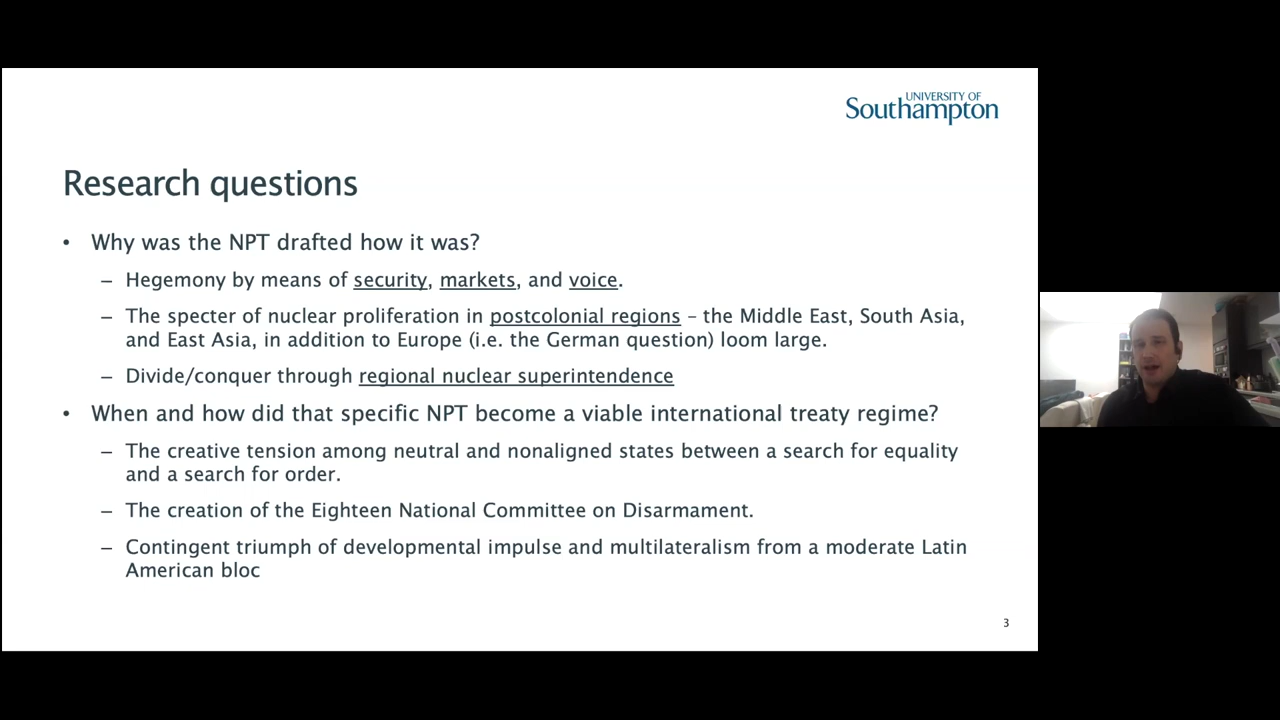 UNIVERSITY OF
Southampton
Research questions
• Why was the NPT drafted how it was?
– Hegemony by means of security, markets, and voice.
– The specter of nuclear proliferation in postcolonial regions – the Middle East, South Asia,
and East Asia, in addition to Europe (i.e. the German question) loom large.
– Divide/conquer through regional nuclear superintendence
• When and how did that specific NPT become a viable international treaty regime?
– The creative tension among neutral and nonaligned states between a search for equality
and a search for order.
– The creation of the Eighteen National Committee on Disarmament.
– Contingent triumph of developmental impulse and multilateralism from a moderate Latin
American bloc
3